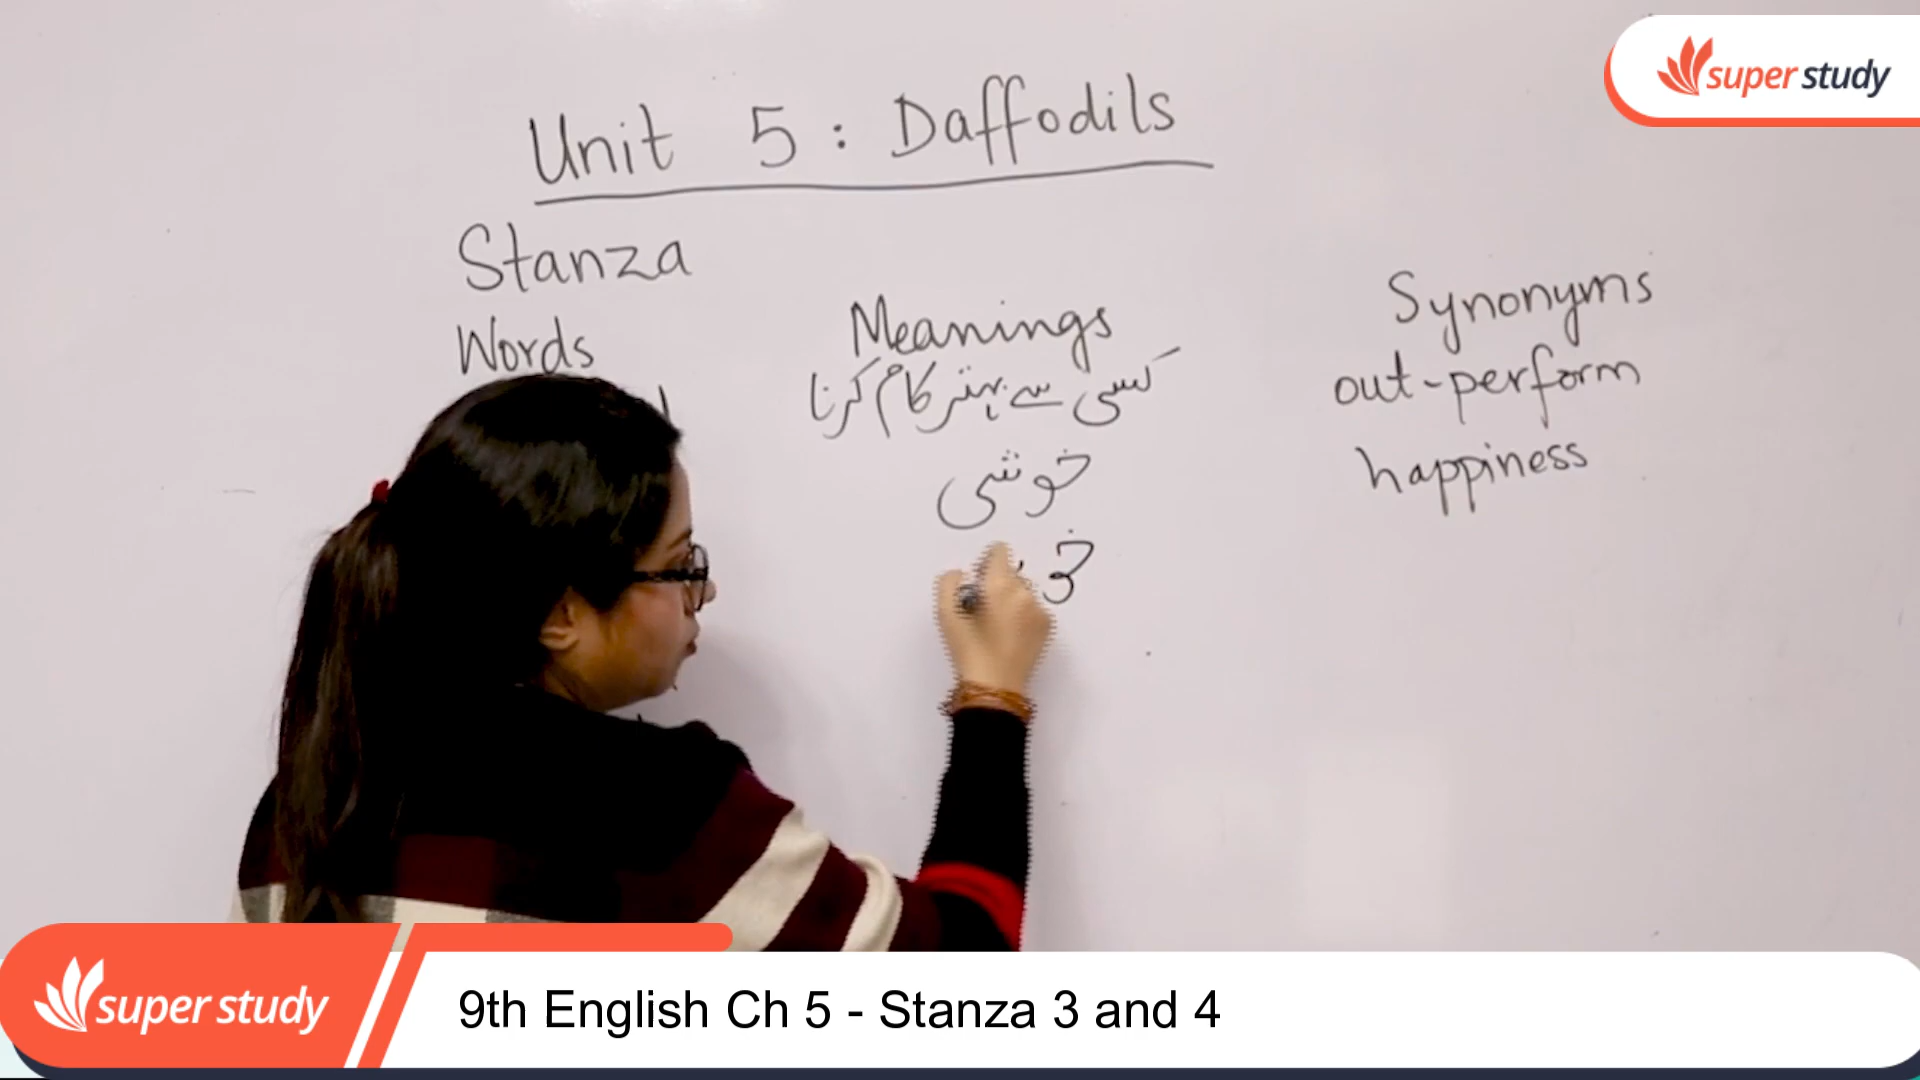 super study
Unit 5 : Daffodils
Stanza
Words
Meanings
Synonyms
کسی سے بہتر کام کرنا
out-perform
خوشی
happiness
super study
9th English Ch 5 - Stanza 3 and 4